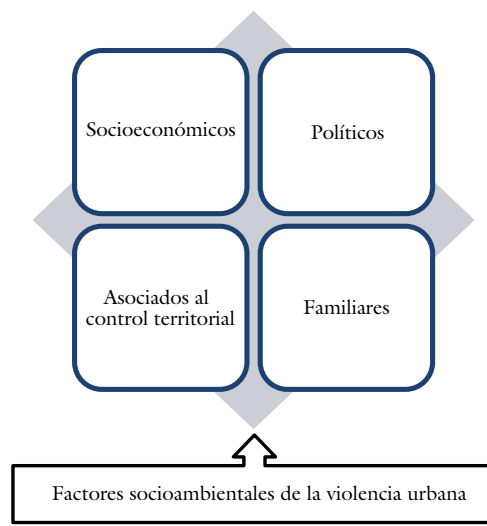 Socioeconómicos
Políticos
Asociados al
control territorial
Familiares
Factores socioambientales de la violencia urbana